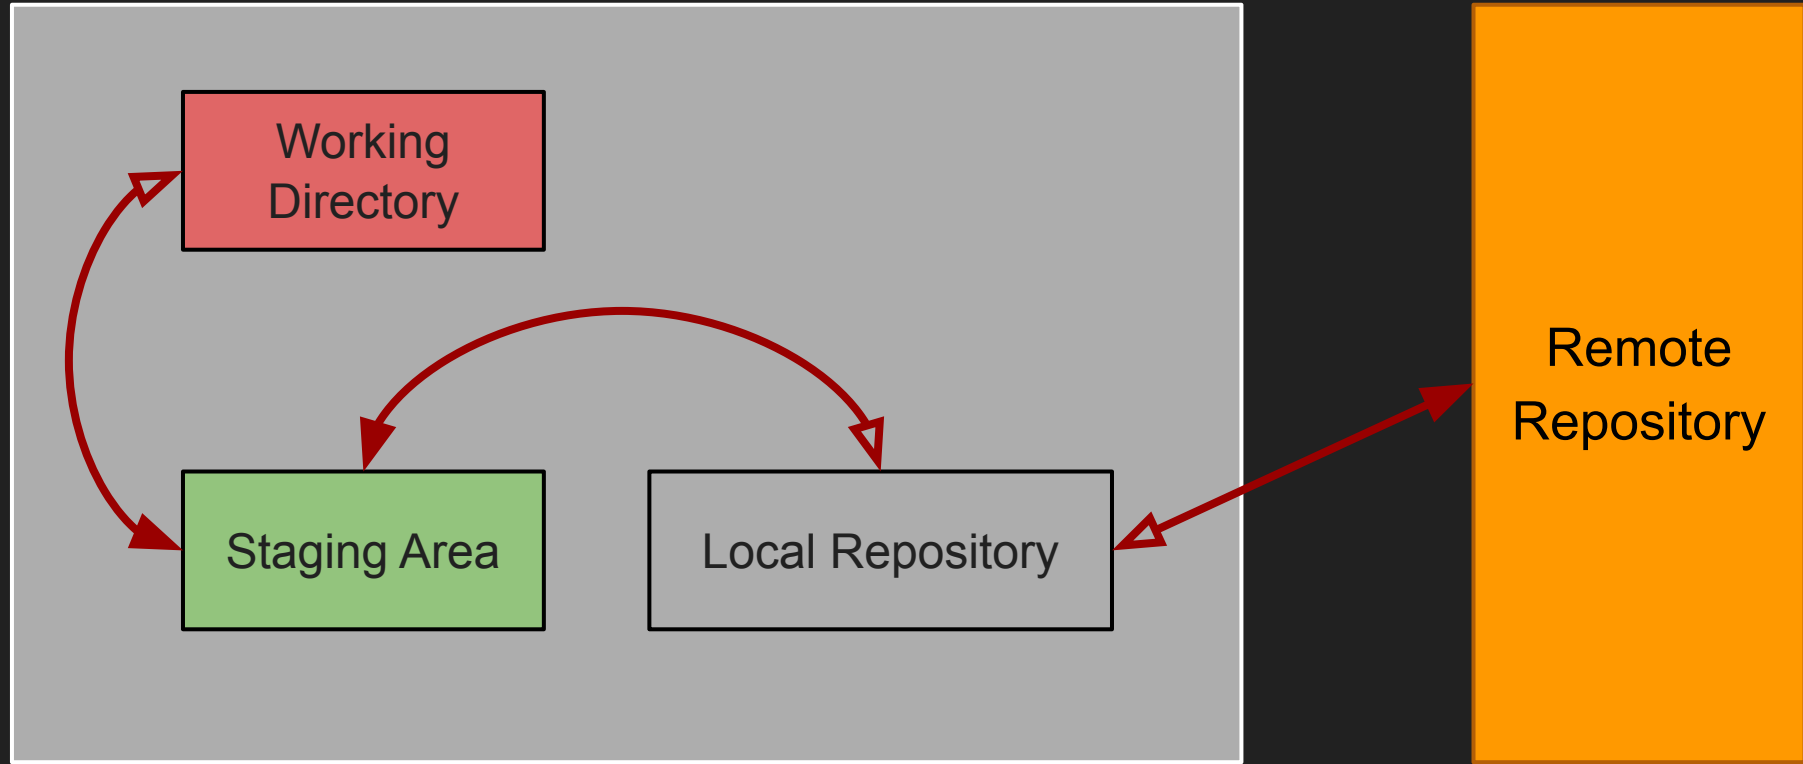 Working
Directory
Staging Area
Local Repository
Remote
Repository